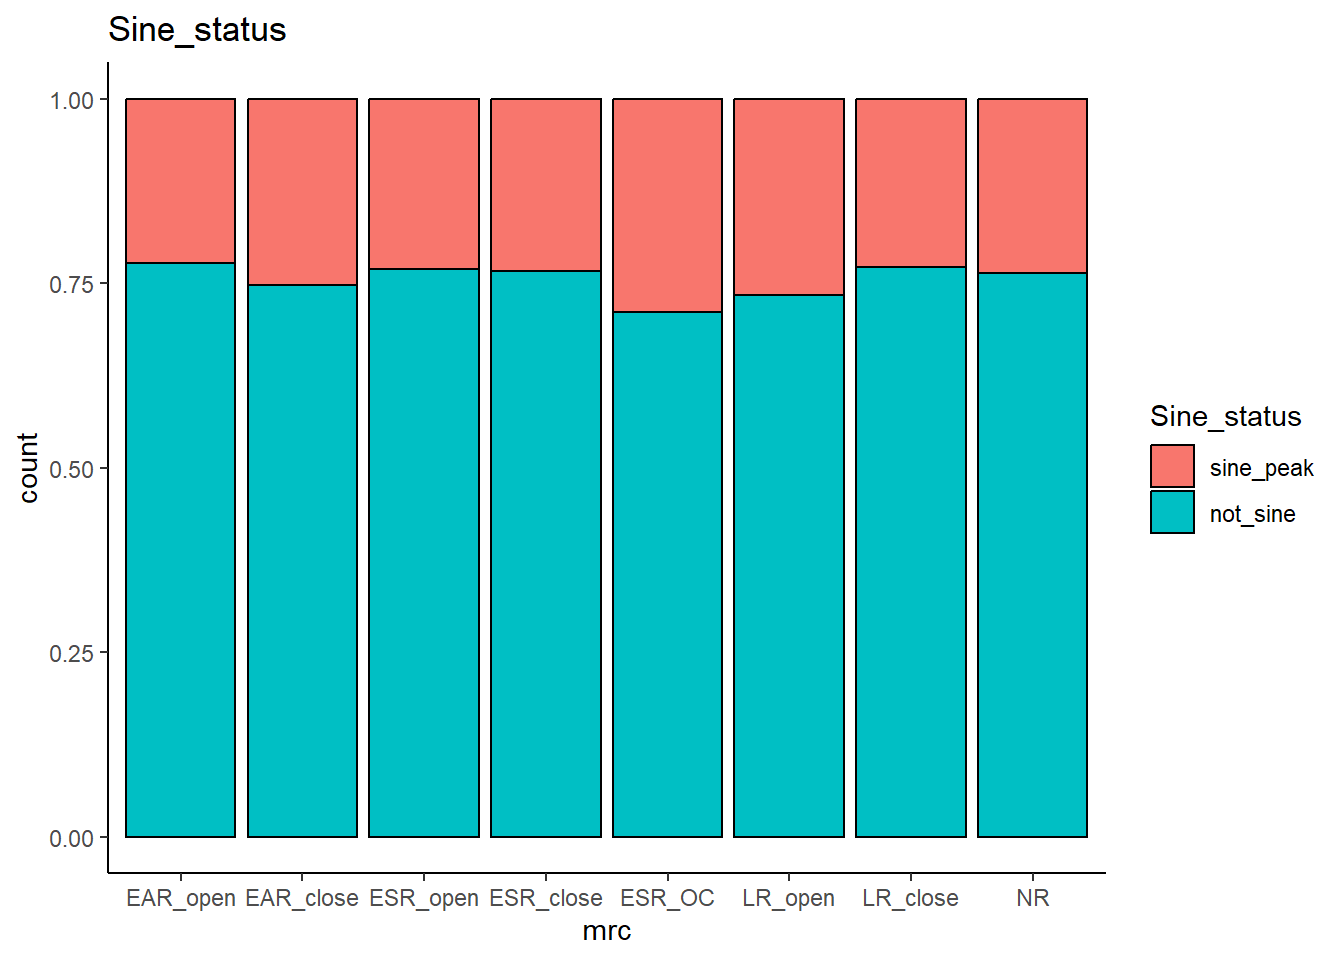 Sine_status
1.00
0.75
0.50
0.25
0.00
count
EAR_open EAR_close ESR_open ESR_close ESR_OC LR_open LR_close NR
mrc
Sine_status
sine_peak
not_sine